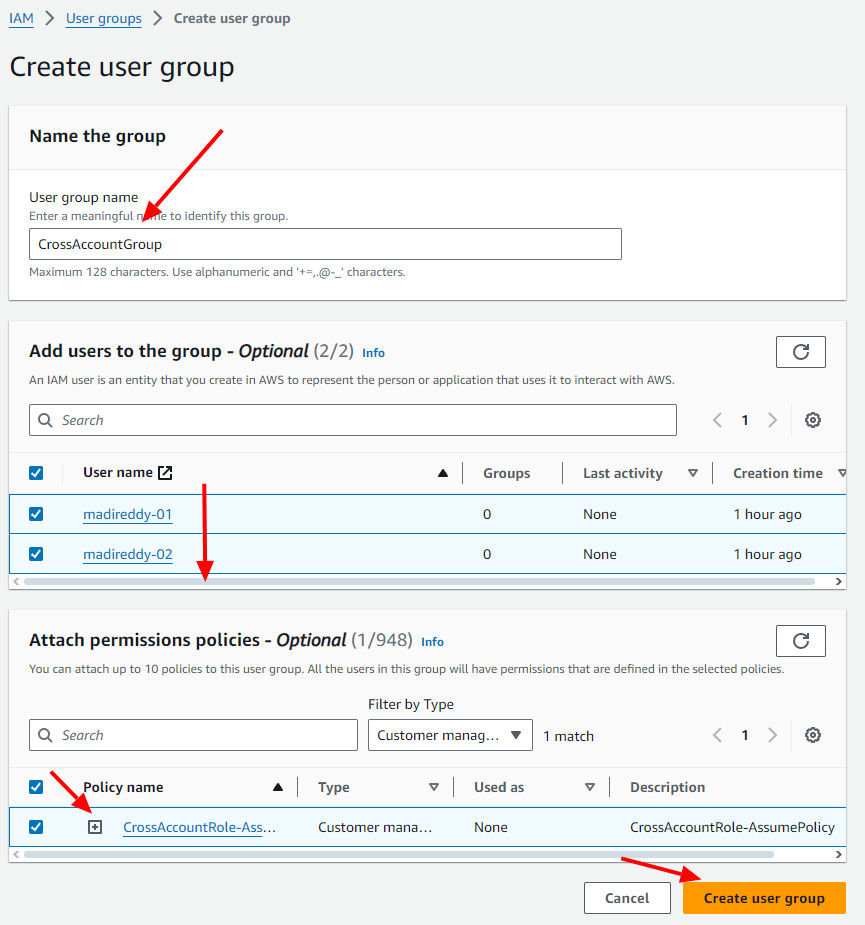 IAM > User groups > Create user group
Create user group
Name the group
User group name
Enter a meaningful name to identify this group.
CrossAccountGroup
Maximum 128 characters. Use alphanumeric and '+=,.@-_' characters.
Add users to the group - Optional (2/2) Info
An IAM user is an entity that you create in AWS to represent the person or application that uses it to interact with AWS.
Search
1
User name Groups Last activity Creation time
madireddy-01 0 None 1 hour ago
madireddy-02 0 None 1 hour ago
Attach permissions policies - Optional (1/948) Info
You can attach up to 10 policies to this user group. All the users in this group will have permissions that are defined in the selected policies.
Filter by Type
Search Customer manag... 1 match 1
Policy name Type Used as Description
CrossAccountRole-Ass... Customer mana... None CrossAccountRole-AssumePolicy
Cancel Create user group